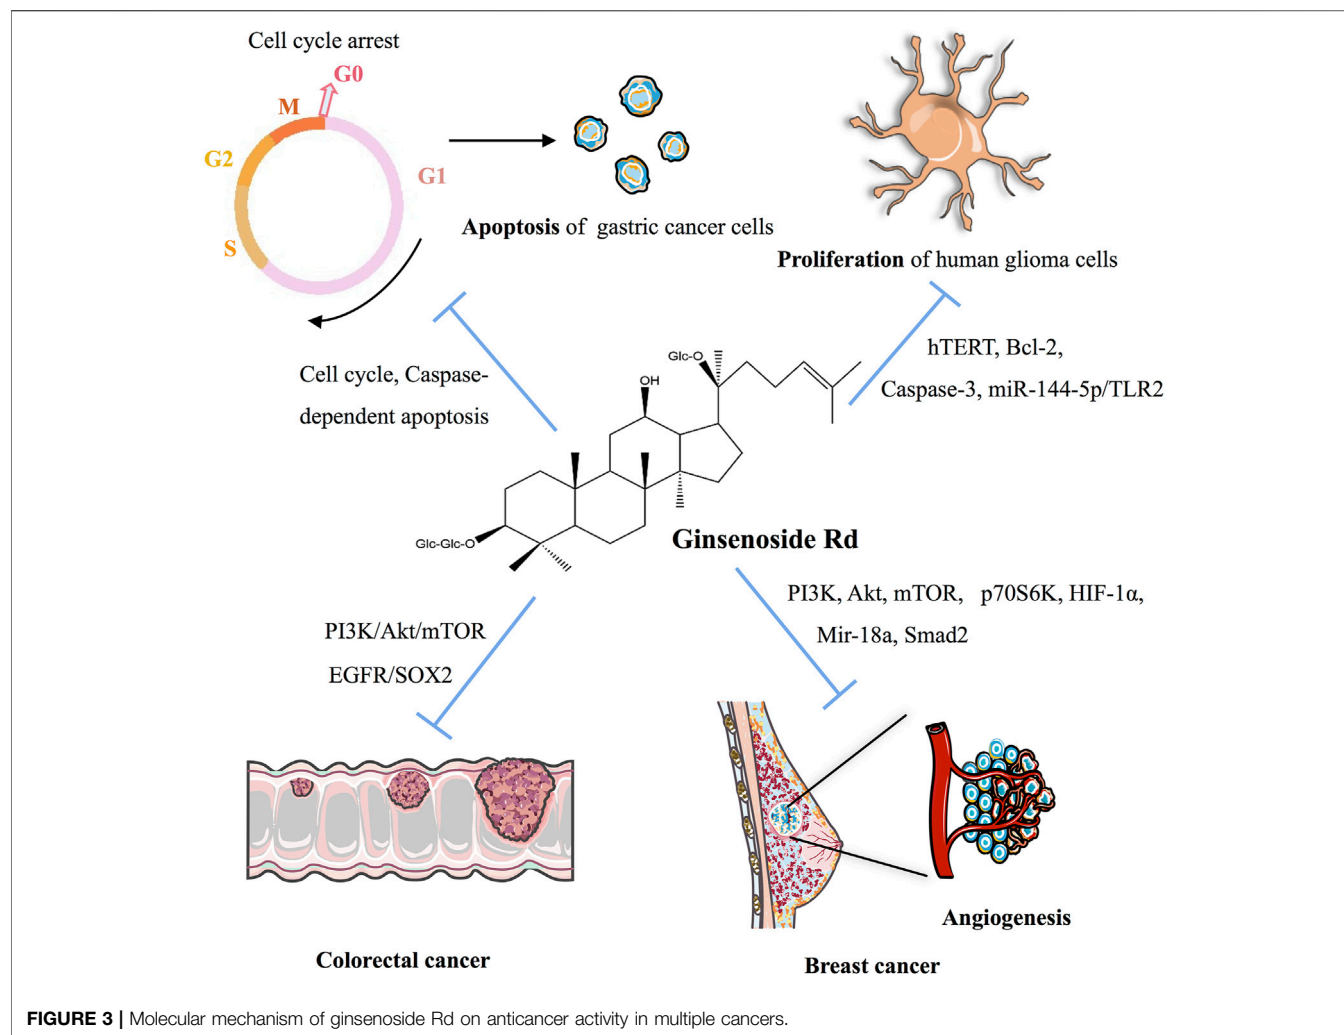 Cell cycle arrest
G0
M
G2
G1
S
Apoptosis of gastric cancer cells
Proliferation of human glioma cells
Cell cycle, Caspase-
dependent apoptosis
hTERT, Bcl-2,
Caspase-3, miR-144-5p/TLR2
Glc-O
OH
Glc-Glc-O
Ginsenoside Rd
PI3K/Akt/mTOR
EGFR/SOX2
PI3K, Akt, mTOR, p70S6K, HIF-1α,
Mir-18a, Smad2
Angiogenesis
Colorectal cancer
Breast cancer
FIGURE 3 | Molecular mechanism of ginsenoside Rd on anticancer activity in multiple cancers.